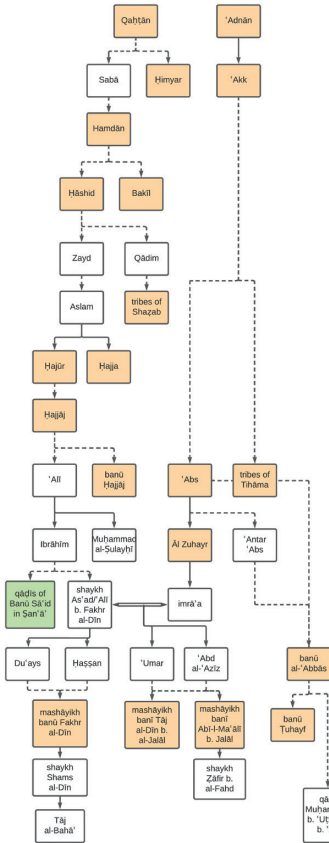 Qaḥṭān
ʿAdnān
Sabā
Ḥimyar
ʿAkk
Hamdān
Ḥāshid
Bakīl
Zayd
Qādim
Aslam
tribes of
Shaẓab
Ḥajūr
Ḥajja
Ḥajjāj
ʿAlī
banū
Ḥajjāj
ʿAbs
tribes of
Tihāma
Ibrāhīm
Muḥammad
al-Ṣulayḥī
Āl Zuhayr
ʿAntar
ʿAbs
qāḍīs of
Banū Sāʿid
in Ṣanʿāʾ
shaykh
Asʿad/ʿAlī
b. Fakhr
al-Dīn
imrāʾa
Duʿays
Ḥaṣṣan
ʿUmar
ʿAbd
al-ʿAzīz
banū
al-ʿAbbās
mashāyikh
banū Fakhr
al-Dīn
mashāyikh
banī Tāj
al-Dīn b.
al-Jalāl
mashāyikh
banī
Abī-l-Maʿālī
b. Jalāl
banū
Ṭuhayf
shaykh
Shams
al-Dīn
shaykh
Ẓāfir b.
al-Fahd
Tāj
al-Bahāʾ
b.